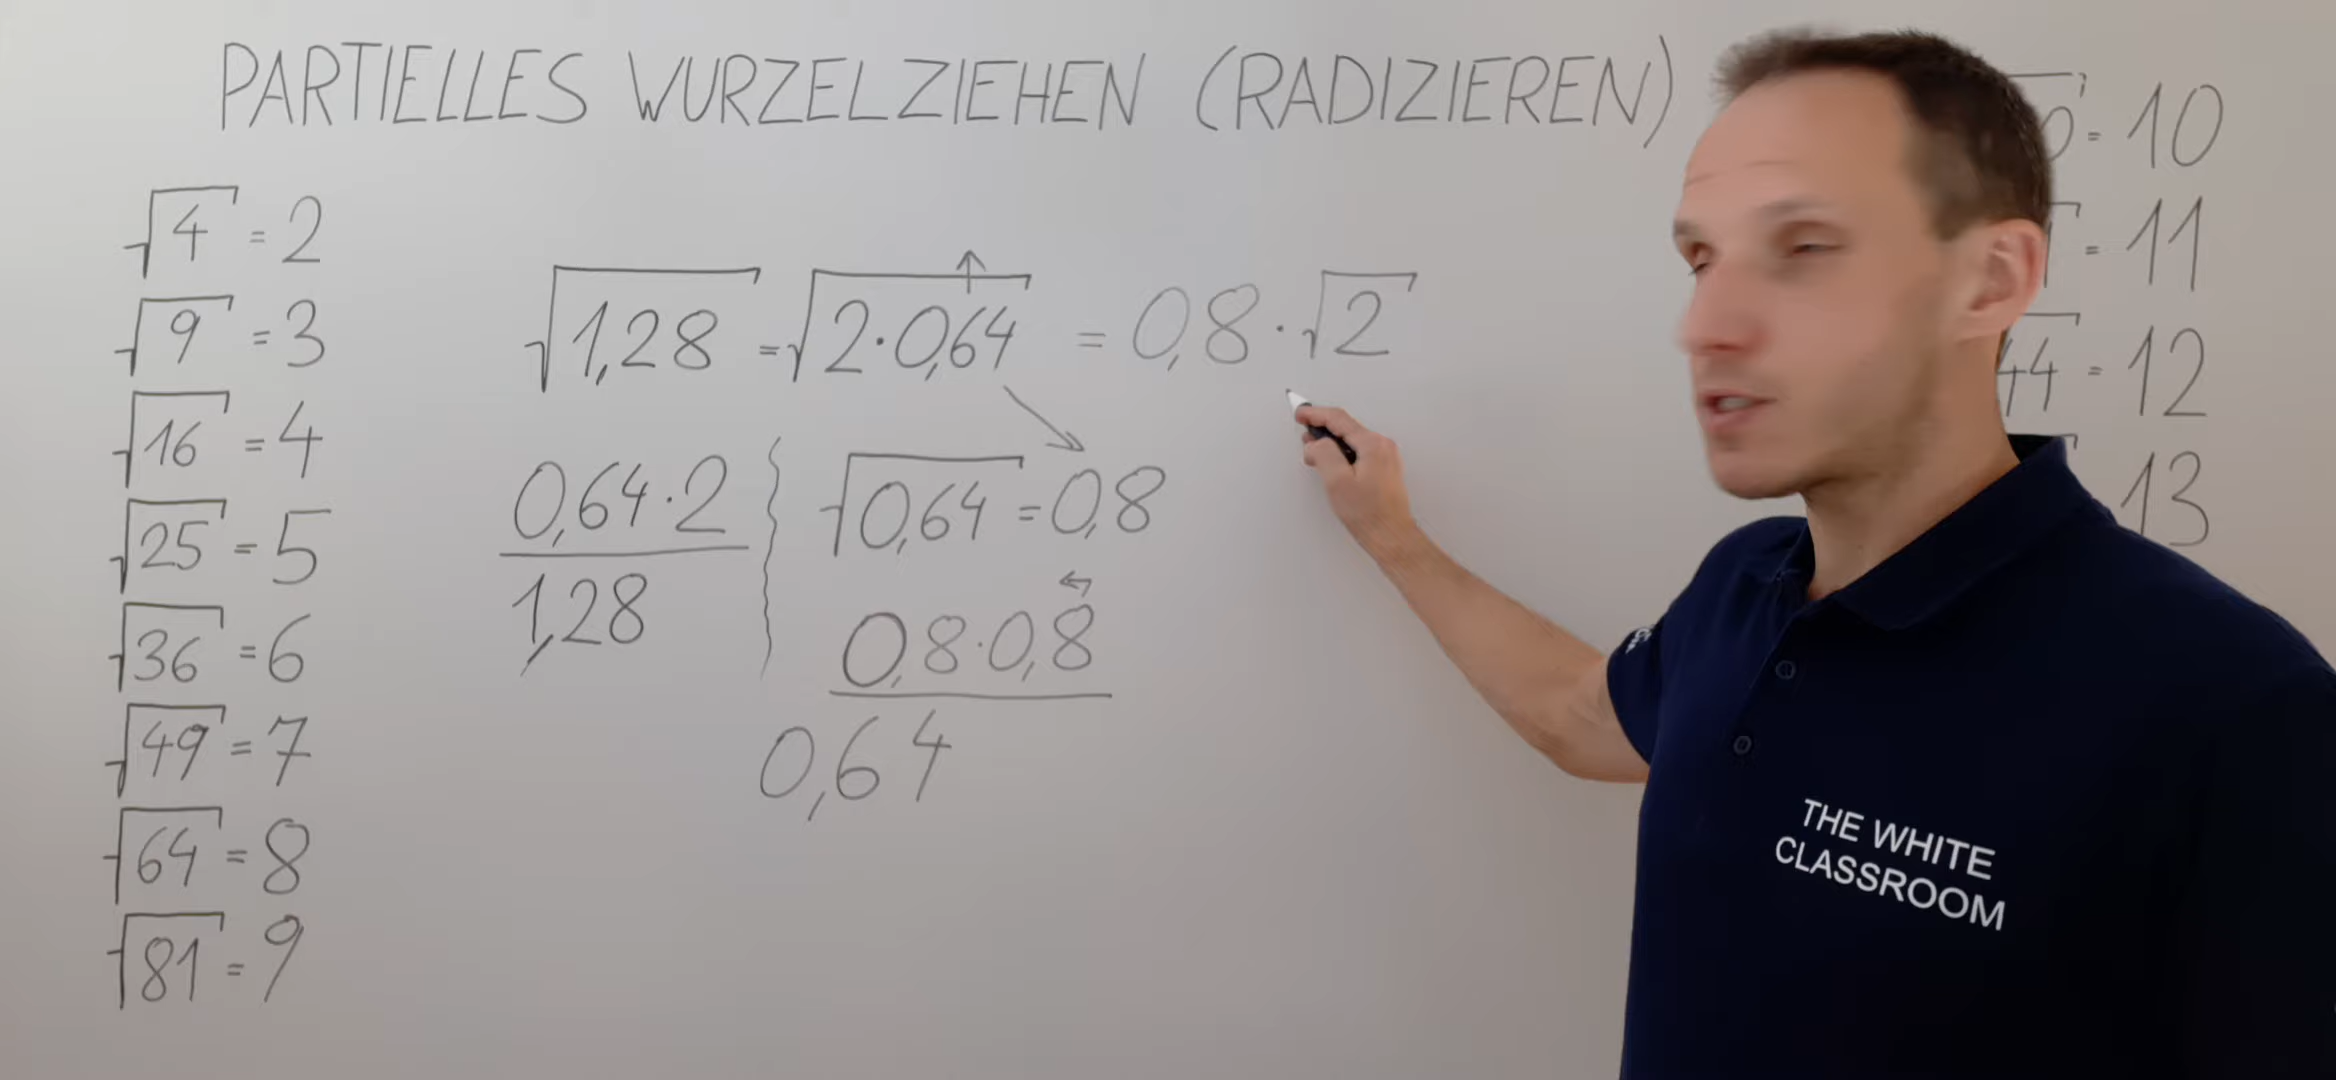 PARTIELLES WURZELZIEHEN (RADIZIEREN)
√4 = 2
√9 = 3
√16 = 4
√25 = 5
√36 = 6
√49 = 7
√64 = 8
√81 = 9
√1,28 = √2·0,64 = 0,8·√2
0,64·2
1,28
√0,64 = 0,8
0,8·0,8
0,64
= 10
= 11
44 = 12
13
THE WHITE
CLASSROOM